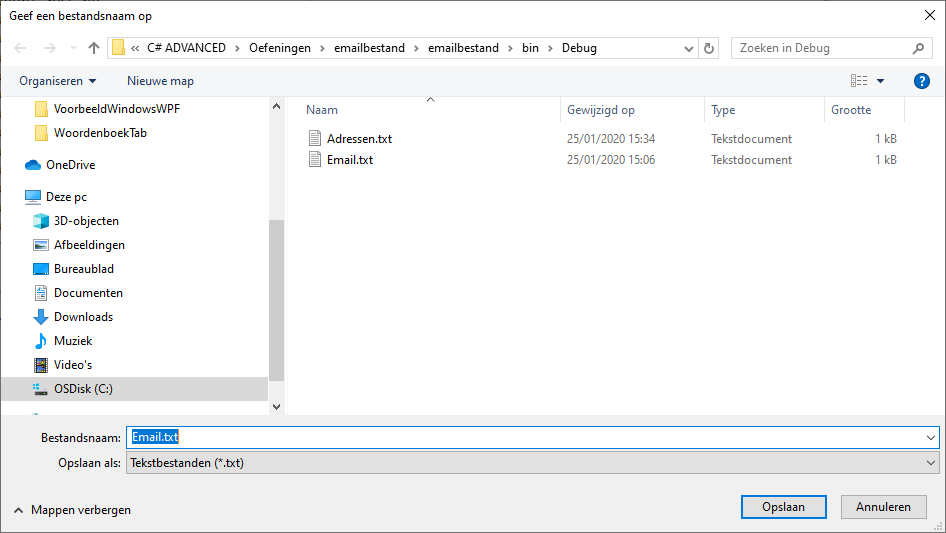 Geef een bestandsnaam op
« C# ADVANCED > Oefeningen > emailbestand > emailbestand > bin > Debug
Zoeken in Debug
Organiseren
Nieuwe map
?
VoorbeeldWindowsWPF
WoordenboekTab
OneDrive
Deze pc
3D-objecten
Afbeeldingen
Bureaublad
Documenten
Downloads
Muziek
Video's
OSDisk (C:)
Naam Gewijzigd op Type Grootte
Adressen.txt 25/01/2020 15:34 Tekstdocument 1 kB
Email.txt 25/01/2020 15:06 Tekstdocument 1 kB
Bestandsnaam: Email.txt
Opslaan als: Tekstbestanden (*.txt)
Mappen verbergen
Opslaan
Annuleren